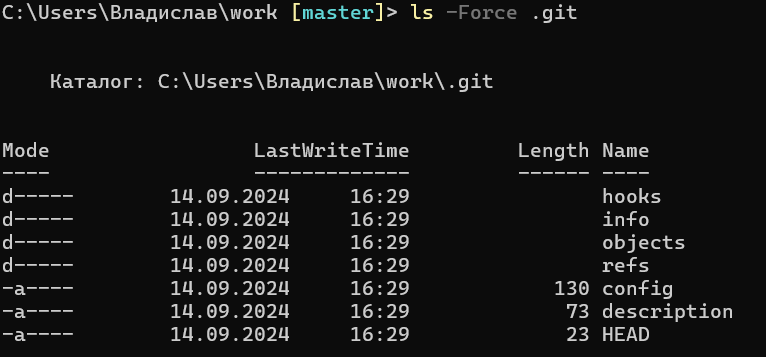 C:\Users\Владислав\work [master]> ls -Force .git
Каталог: C:\Users\Владислав\work\.git
Mode                 LastWriteTime         Length Name
----                 -------------         ------ ----
d-----        14.09.2024     16:29                hooks
d-----        14.09.2024     16:29                info
d-----        14.09.2024     16:29                objects
d-----        14.09.2024     16:29                refs
-a----        14.09.2024     16:29            130 config
-a----        14.09.2024     16:29             73 description
-a----        14.09.2024     16:29             23 HEAD